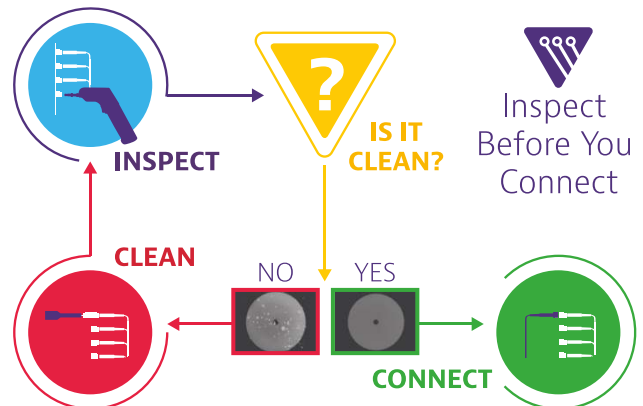 ?
IS IT
CLEAN?
INSPECT
Inspect
Before You
Connect
CLEAN
NO
YES
CONNECT